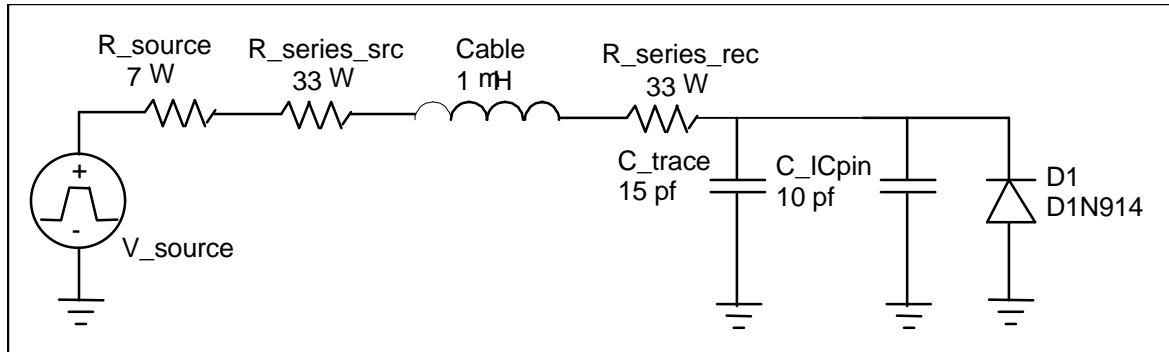 R_source
7 W
R_series_src
33 W
Cable
1 mH
R_series_rec
33 W
+
-
V_source
C_trace
15 pf
C_ICpin
10 pf
D1
D1N914